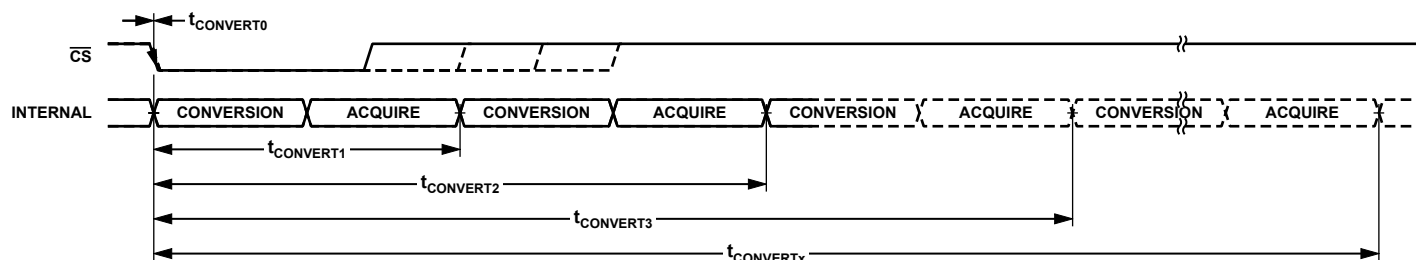 tCONVERT0
CS
INTERNAL CONVERSION ACQUIRE CONVERSION ACQUIRE CONVERSION ACQUIRE CONVERSION ACQUIRE
tCONVERT1
tCONVERT2
tCONVERT3
tCONVERTx